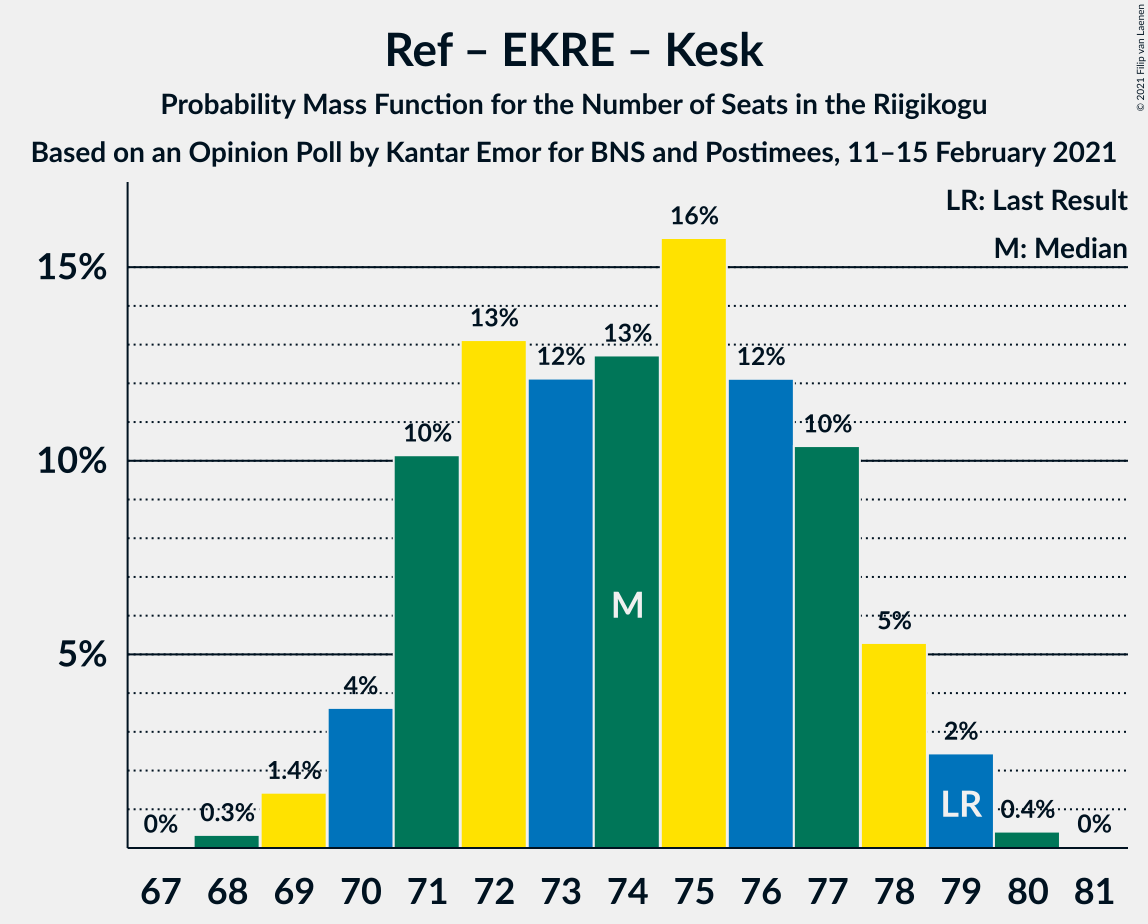 Ref – EKRE – Kesk
Probability Mass Function for the Number of Seats in the Riigikogu
Based on an Opinion Poll by Kantar Emor for BNS and Postimees, 11–15 February 2021
© 2021 Filip van Laenen
LR: Last Result
M: Median
15%
10%
5%
0%
0.3%
1.4%
4%
10%
13%
12%
13%
16%
12%
10%
5%
2%
0.4%
0%
M
LR
67 68 69 70 71 72 73 74 75 76 77 78 79 80 81